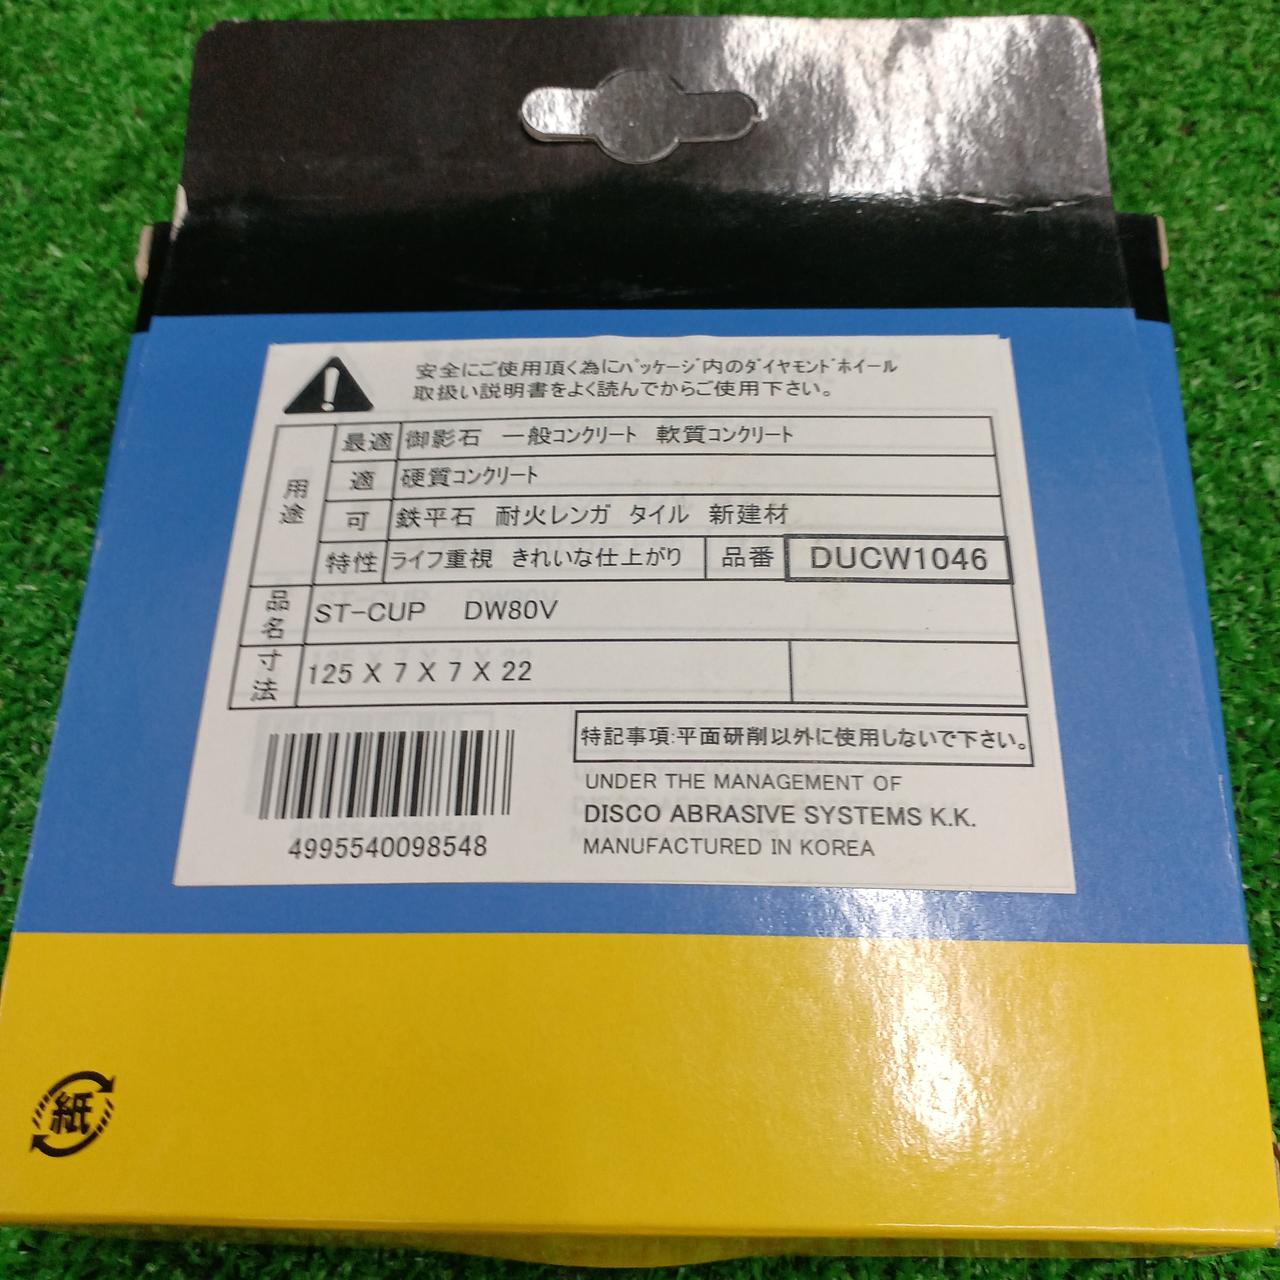 安全にご使用頂く為にﾊﾟｯｹｰｼﾞ内のﾀﾞｲﾔﾓﾝﾄﾞﾎｲｰﾙ
取扱い説明書をよく読んでからご使用下さい。
用途
最適 御影石 一般ｺﾝｸﾘｰﾄ 軟質ｺﾝｸﾘｰﾄ
適 硬質ｺﾝｸﾘｰﾄ
可 鉄平石 耐火レンガ タイル 新建材
特性 ライフ重視 きれいな仕上がり 品番 DUCW1046
品名 ST-CUP DW80V
寸法 125 X 7 X 7 X 22
特記事項:平面研削以外に使用しないで下さい。
UNDER THE MANAGEMENT OF
DISCO ABRASIVE SYSTEMS K.K.
MANUFACTURED IN KOREA
4995540098548
紙